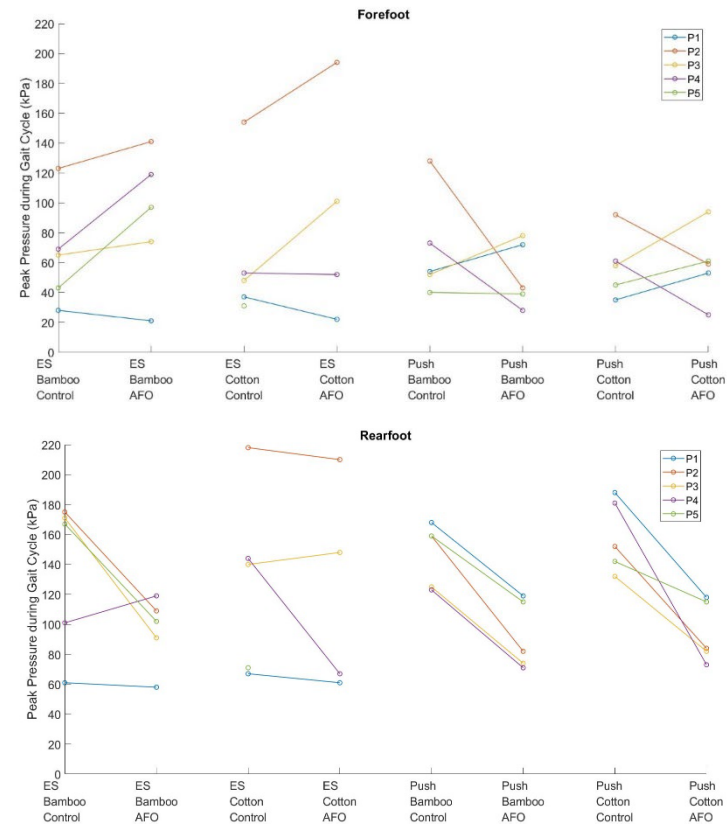 Forefoot
Peak Pressure during Gait Cycle (kPa)
220
200
180
160
140
120
100
80
60
40
20
0
P1
P2
P3
P4
P5
ES Bamboo Control
ES Bamboo AFO
ES Cotton Control
ES Cotton AFO
Push Bamboo Control
Push Bamboo AFO
Push Cotton Control
Push Cotton AFO
Rearfoot
Peak Pressure during Gait Cycle (kPa)
220
200
180
160
140
120
100
80
60
40
20
0
P1
P2
P3
P4
P5
ES Bamboo Control
ES Bamboo AFO
ES Cotton Control
ES Cotton AFO
Push Bamboo Control
Push Bamboo AFO
Push Cotton Control
Push Cotton AFO